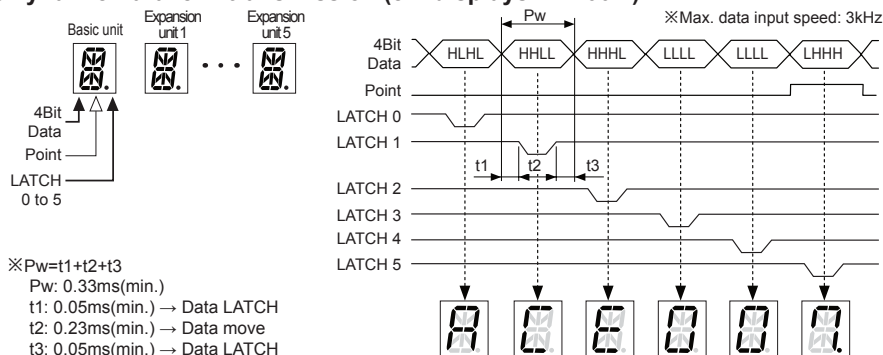 Basic unit
Expansion
unit 1
Expansion
unit 5
4Bit
Data
Point
LATCH
0 to 5
※Pw=t1+t2+t3
Pw: 0.33ms(min.)
t1: 0.05ms(min.) → Data LATCH
t2: 0.23ms(min.) → Data move
t3: 0.05ms(min.) → Data LATCH
Pw
※Max. data input speed: 3kHz
4Bit
Data
HLHL
HHLL
HHHL
LLLL
LLLL
LHHH
Point
LATCH 0
LATCH 1
t1
t2
t3
LATCH 2
LATCH 3
LATCH 4
LATCH 5
A
C
E
0
0
7.